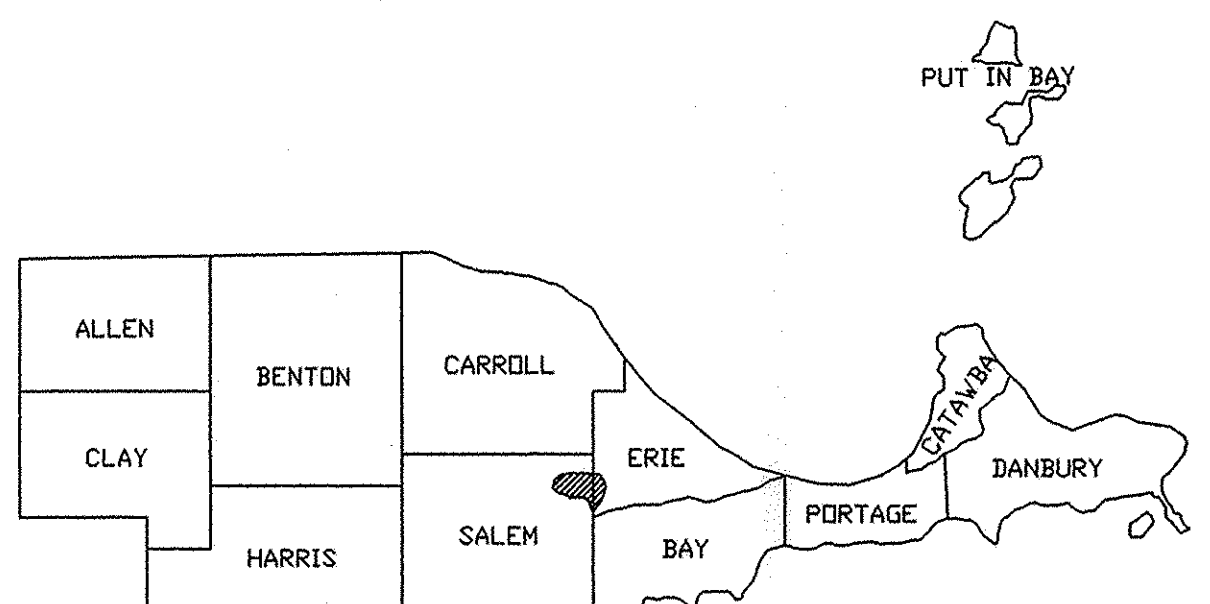 PUT IN BAY
ALLEN
BENTON
CARROLL
CATAWBA
CLAY
ERIE
DANBURY
PORTAGE
SALEM
BAY
HARRIS